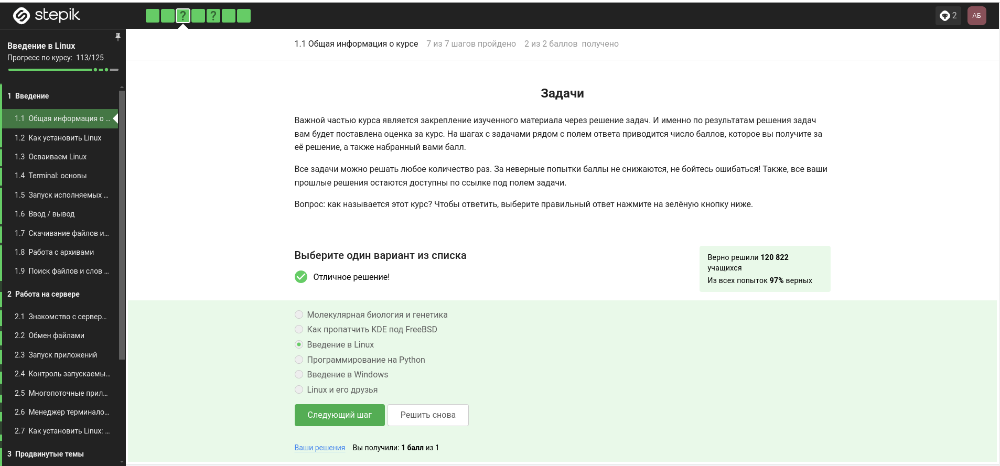 stepik
?
?
2
АБ
Введение в Linux
Прогресс по курсу: 113/125
1 Введение
1.1 Общая информация о ...
1.2 Как установить Linux
1.3 Осваиваем Linux
1.4 Terminal: основы
1.5 Запуск исполняемых ...
1.6 Ввод / вывод
1.7 Скачивание файлов и...
1.8 Работа с архивами
1.9 Поиск файлов и слов ...
2 Работа на сервере
2.1 Знакомство с сервер...
2.2 Обмен файлами
2.3 Запуск приложений
2.4 Контроль запускаемы...
2.5 Многопоточные прил...
2.6 Менеджер терминало...
2.7 Как установить Linux: ...
3 Продвинутые темы
1.1 Общая информация о курсе 7 из 7 шагов пройдено 2 из 2 баллов получено
Задачи
Важной частью курса является закрепление изученного материала через решение задач. И именно по результатам решения задач
вам будет поставлена оценка за курс. На шагах с задачами рядом с полем ответа приводится число баллов, которое вы получите за
её решение, а также набранный вами балл.
Все задачи можно решать любое количество раз. За неверные попытки баллы не снижаются, не бойтесь ошибаться! Также, все ваши
прошлые решения остаются доступны по ссылке под полем задачи.
Вопрос: как называется этот курс? Чтобы ответить, выберите правильный ответ нажмите на зелёную кнопку ниже.
Выберите один вариант из списка
Отличное решение!
Верно решили 120 822
учащихся
Из всех попыток 97% верных
Молекулярная биология и генетика
Как пропатчить KDE под FreeBSD
Введение в Linux
Программирование на Python
Введение в Windows
Linux и его друзья
Следующий шаг
Решить снова
Ваши решения Вы получили: 1 балл из 1